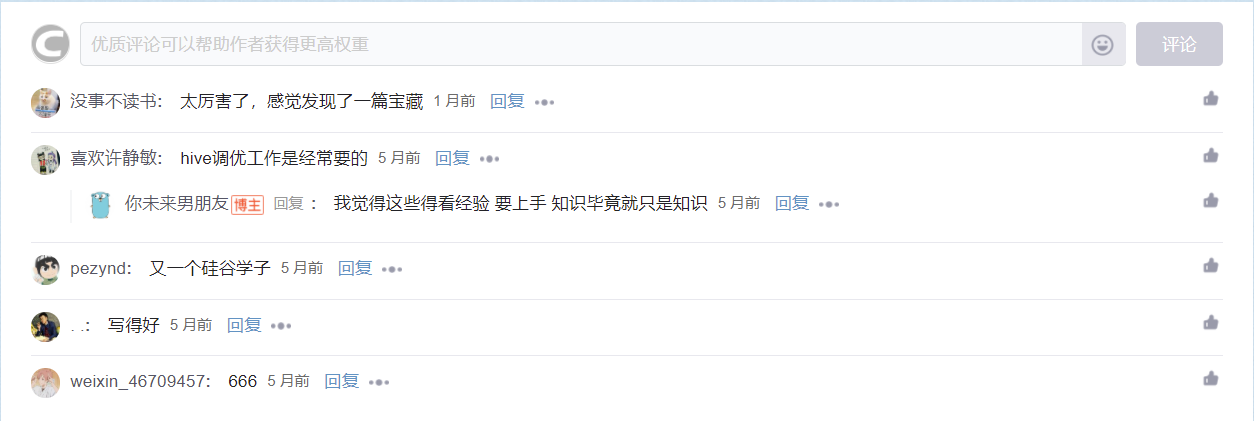 优质评论可以帮助作者获得更高权重 评论
没事不读书： 太厉害了，感觉发现了一篇宝藏 1 月前 回复
喜欢许静敏： hive调优工作是经常要的 5 月前 回复
你未来男朋友 博主 回复： 我觉得这些得看经验 要上手 知识毕竟就只是知识 5 月前 回复
pezynd： 又一个硅谷学子 5 月前 回复
. .： 写得好 5 月前 回复
weixin_46709457： 666 5 月前 回复